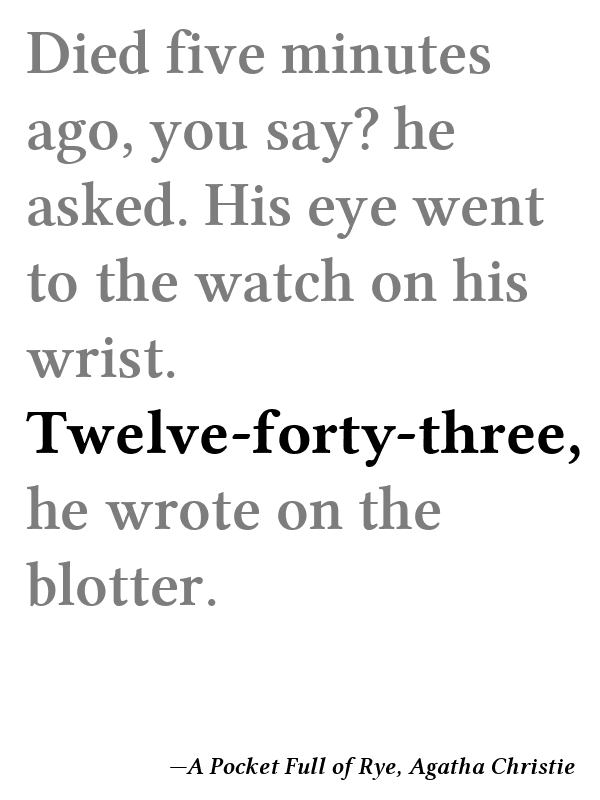 Died five minutes
ago, you say? he
asked. His eye went
to the watch on his
wrist.
Twelve-forty-three,
he wrote on the
blotter.
—A Pocket Full of Rye, Agatha Christie